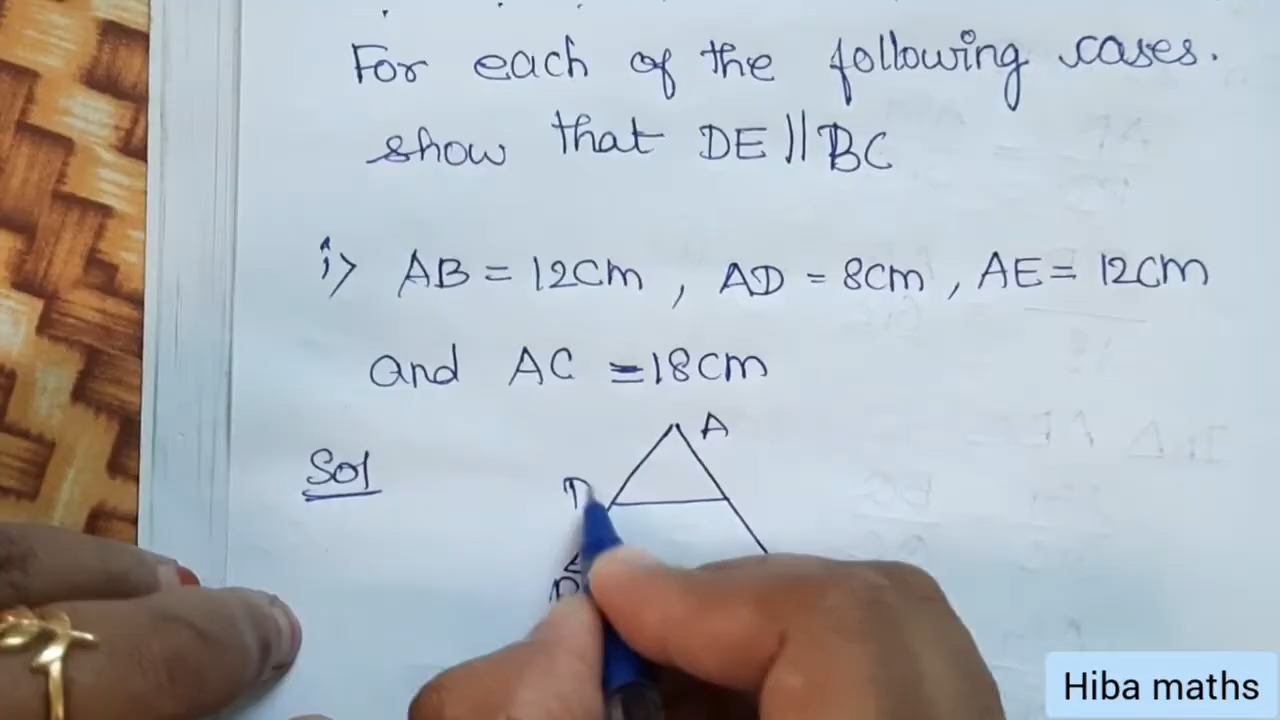 For each of the following cases.
show that DE || BC
i> AB = 12cm , AD = 8cm , AE = 12cm
and AC = 18cm
Sol
A
D
Hiba maths